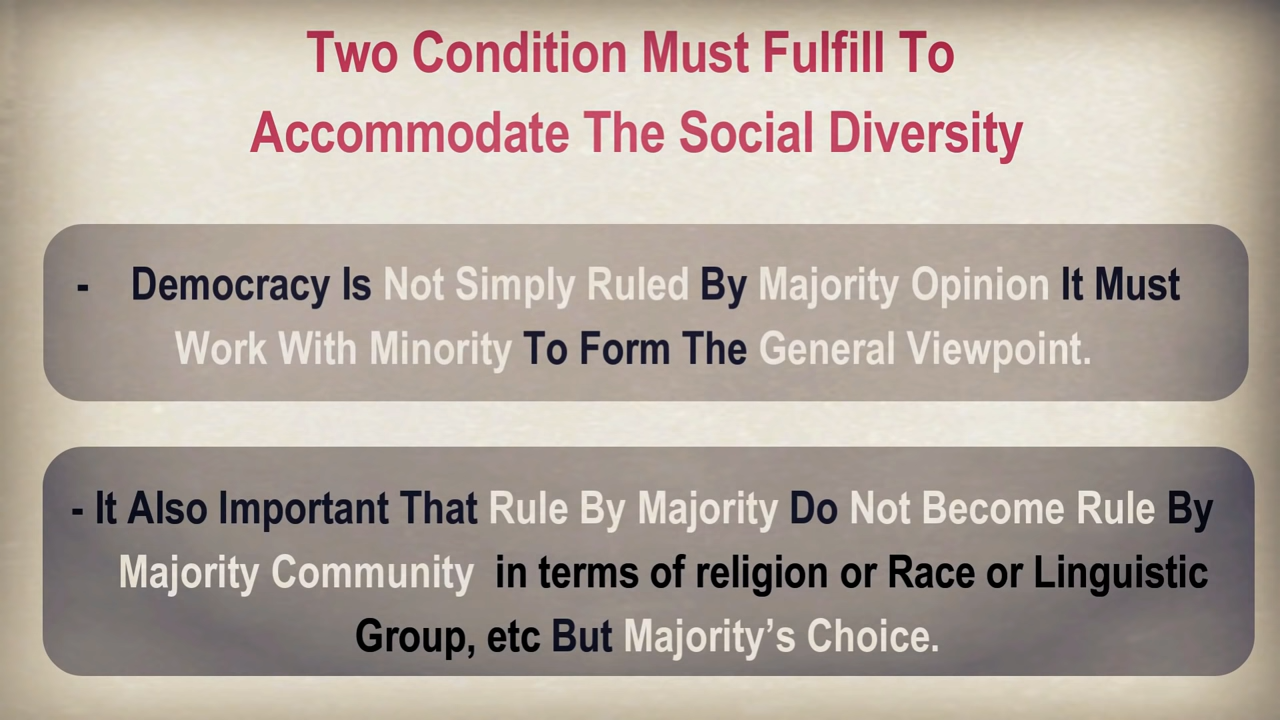 Two Condition Must Fulfill To
Accommodate The Social Diversity
- Democracy Is Not Simply Ruled By Majority Opinion It Must
Work With Minority To Form The General Viewpoint.
- It Also Important That Rule By Majority Do Not Become Rule By
Majority Community in terms of religion or Race or Linguistic
Group, etc But Majority’s Choice.